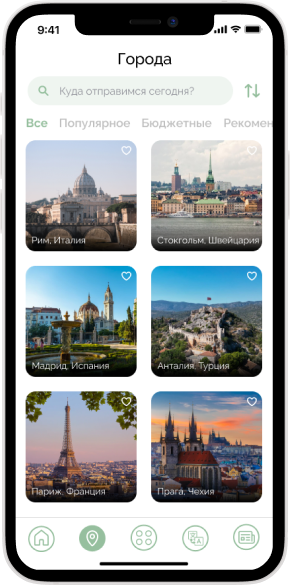 9:41
Города
Куда отправимся сегодня?
Все Популярное Бюджетные Рекомен
Рим, Италия
Стокгольм, Швейцария
Мадрид, Испания
Анталия, Турция
Париж, Франция
Прага, Чехия